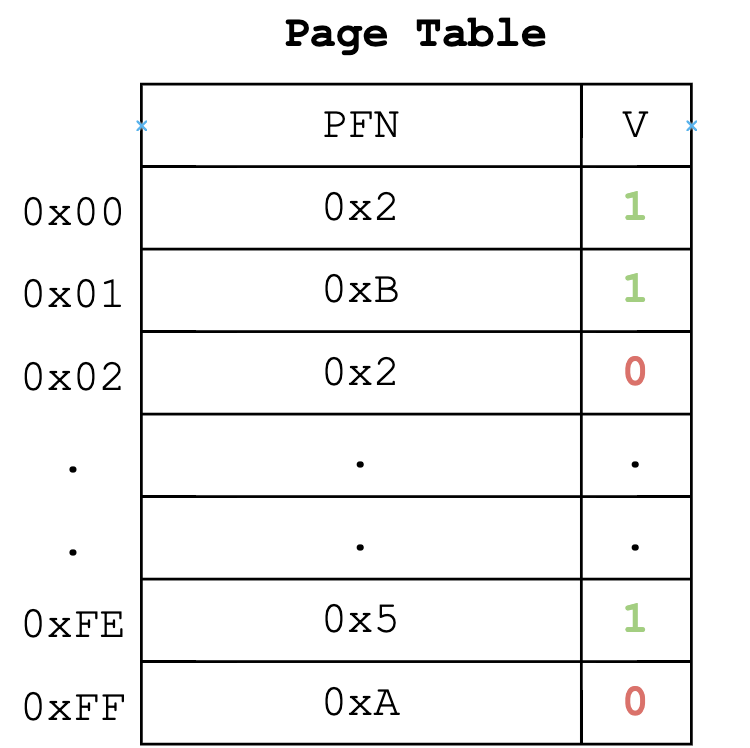 Page Table
PFN V
0x00 0x2 1
0x01 0xB 1
0x02 0x2 0
. . .
. . .
0xFE 0x5 1
0xFF 0xA 0